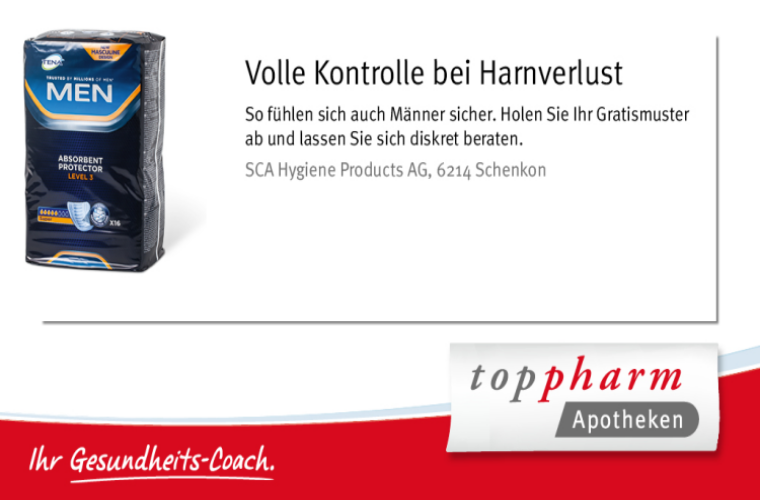 NEW
MASCULINE
DESIGN
TENA
TRUSTED BY MILLIONS OF MEN
MEN
ABSORBENT
PROTECTOR
LEVEL 3
x16
Volle Kontrolle bei Harnverlust
So fühlen sich auch Männer sicher. Holen Sie Ihr Gratismuster
ab und lassen Sie sich diskret beraten.
SCA Hygiene Products AG, 6214 Schenkon
toppharm
Apotheken
Ihr Gesundheits-Coach.